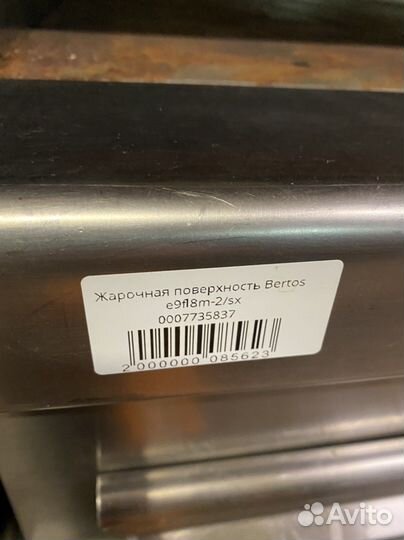 Жарочная поверхность Bertos
e9fl8m-2/sx
0007735837
2 000000 085623
Avito